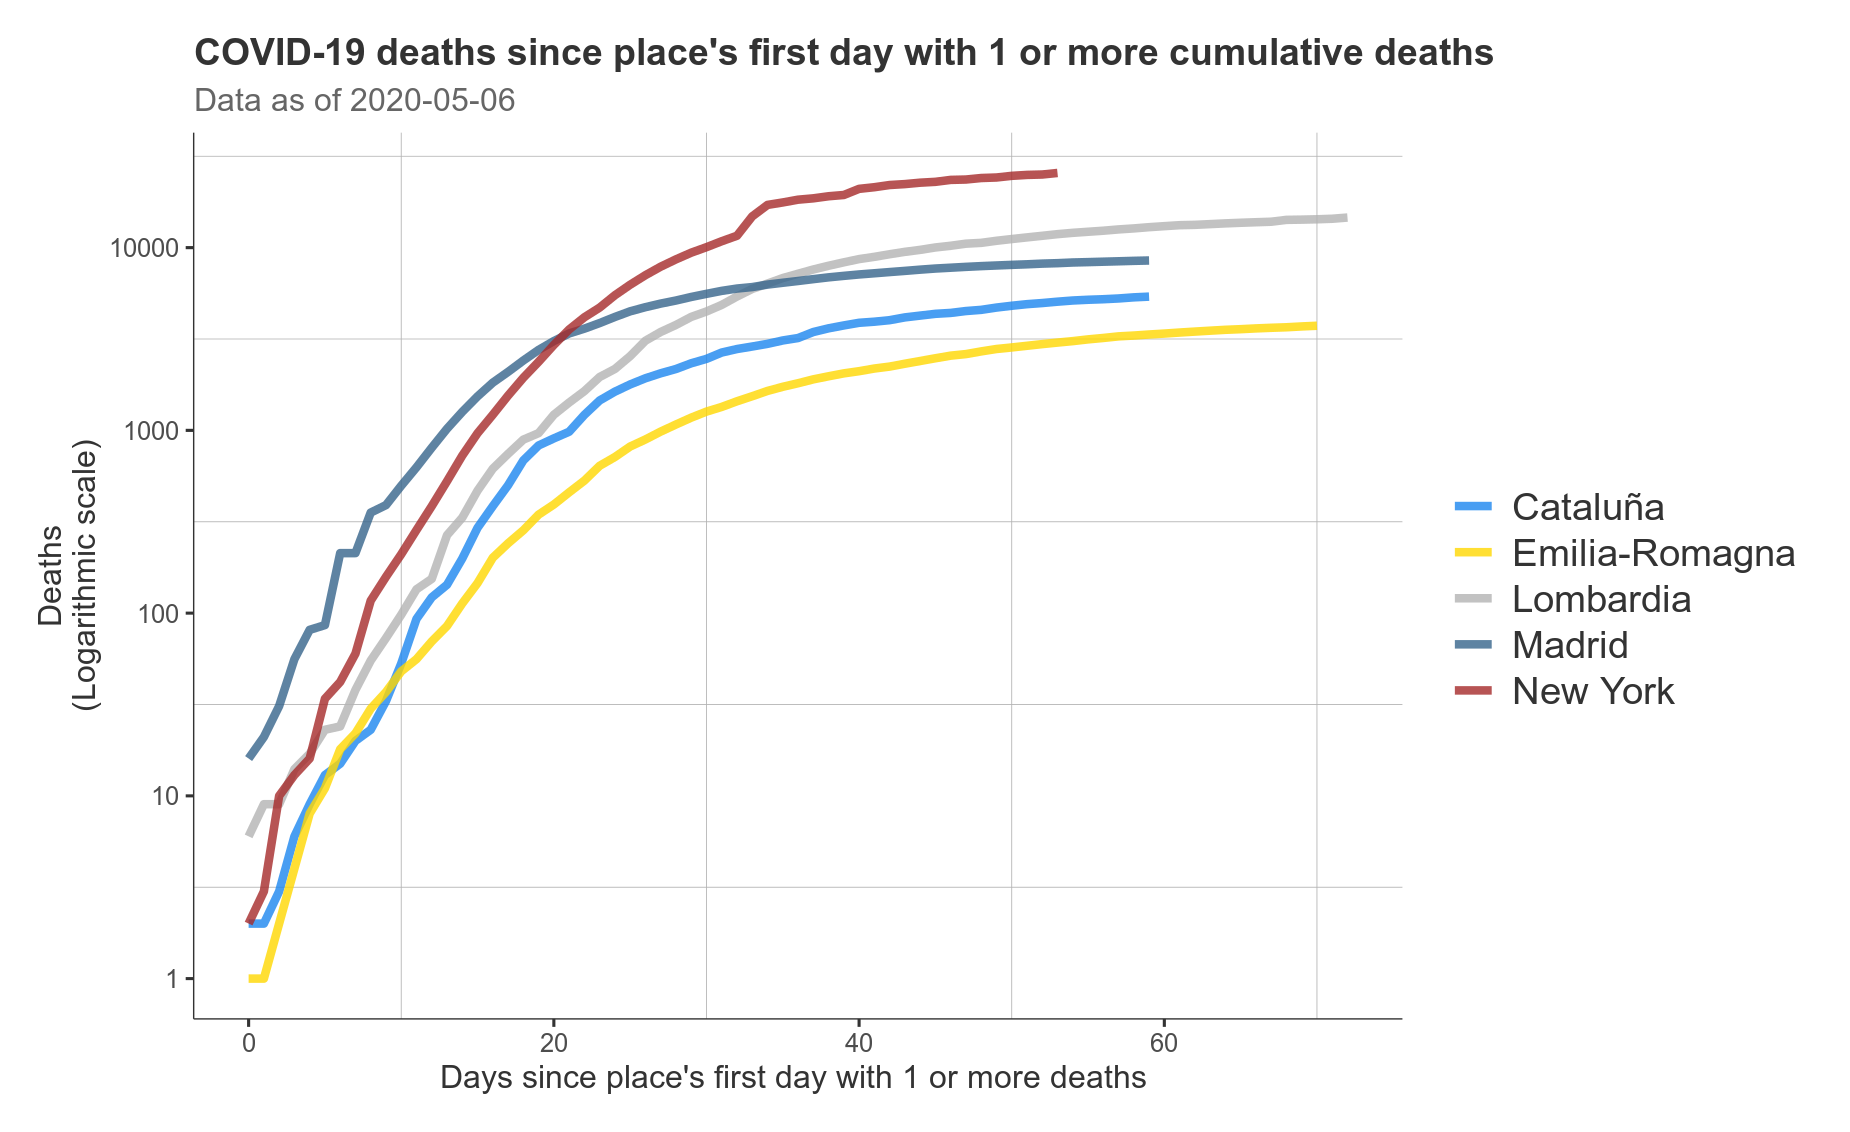 COVID-19 deaths since place's first day with 1 or more cumulative deaths
Data as of 2020-05-06
Deaths
(Logarithmic scale)
10000
1000
100
10
1
0
20
40
60
Days since place's first day with 1 or more deaths
Cataluña
Emilia-Romagna
Lombardia
Madrid
New York